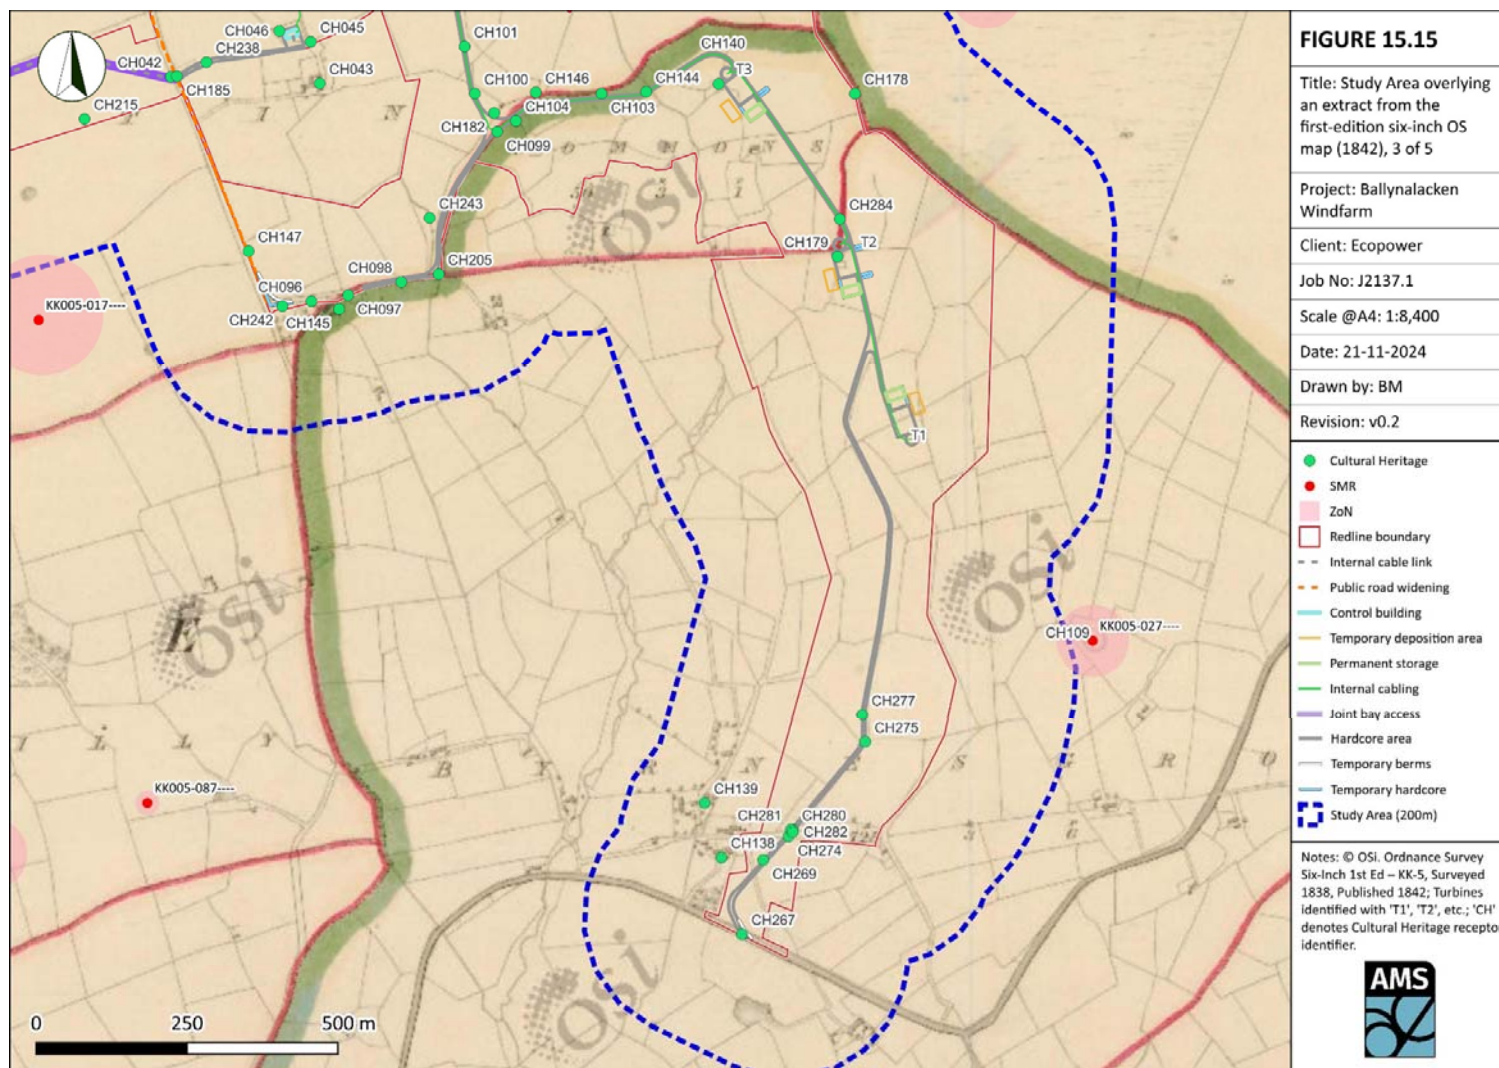 CH046
CH045
CH101
CH238
CH042
CH043
CH185
CH215
CH100
CH146
CH140
T3
CH144
CH178
CH104
CH103
CH182
CH099
OSi
CH243
CH284
CH147
CH179
T2
CH205
CH098
CH096
KK005-017----
CH242
CH145
CH097
T1
OSi
OSi
CH109
KK005-027----
CH277
CH275
KK005-087----
CH139
CH281
CH280
CH282
CH138
CH274
CH269
CH267
OSi
0
250
500 m
FIGURE 15.15
Title: Study Area overlying
an extract from the
first-edition six-inch OS
map (1842), 3 of 5
Project: Ballynalacken
Windfarm
Client: Ecopower
Job No: J2137.1
Scale @A4: 1:8,400
Date: 21-11-2024
Drawn by: BM
Revision: v0.2
Cultural Heritage
SMR
ZoN
Redline boundary
Internal cable link
Public road widening
Control building
Temporary deposition area
Permanent storage
Internal cabling
Joint bay access
Hardcore area
Temporary berms
Temporary hardcore
Study Area (200m)
Notes: © OSi. Ordnance Survey
Six-Inch 1st Ed – KK-5, Surveyed
1838, Published 1842; Turbines
identified with 'T1', 'T2', etc.; 'CH'
denotes Cultural Heritage receptor
identifier.
AMS